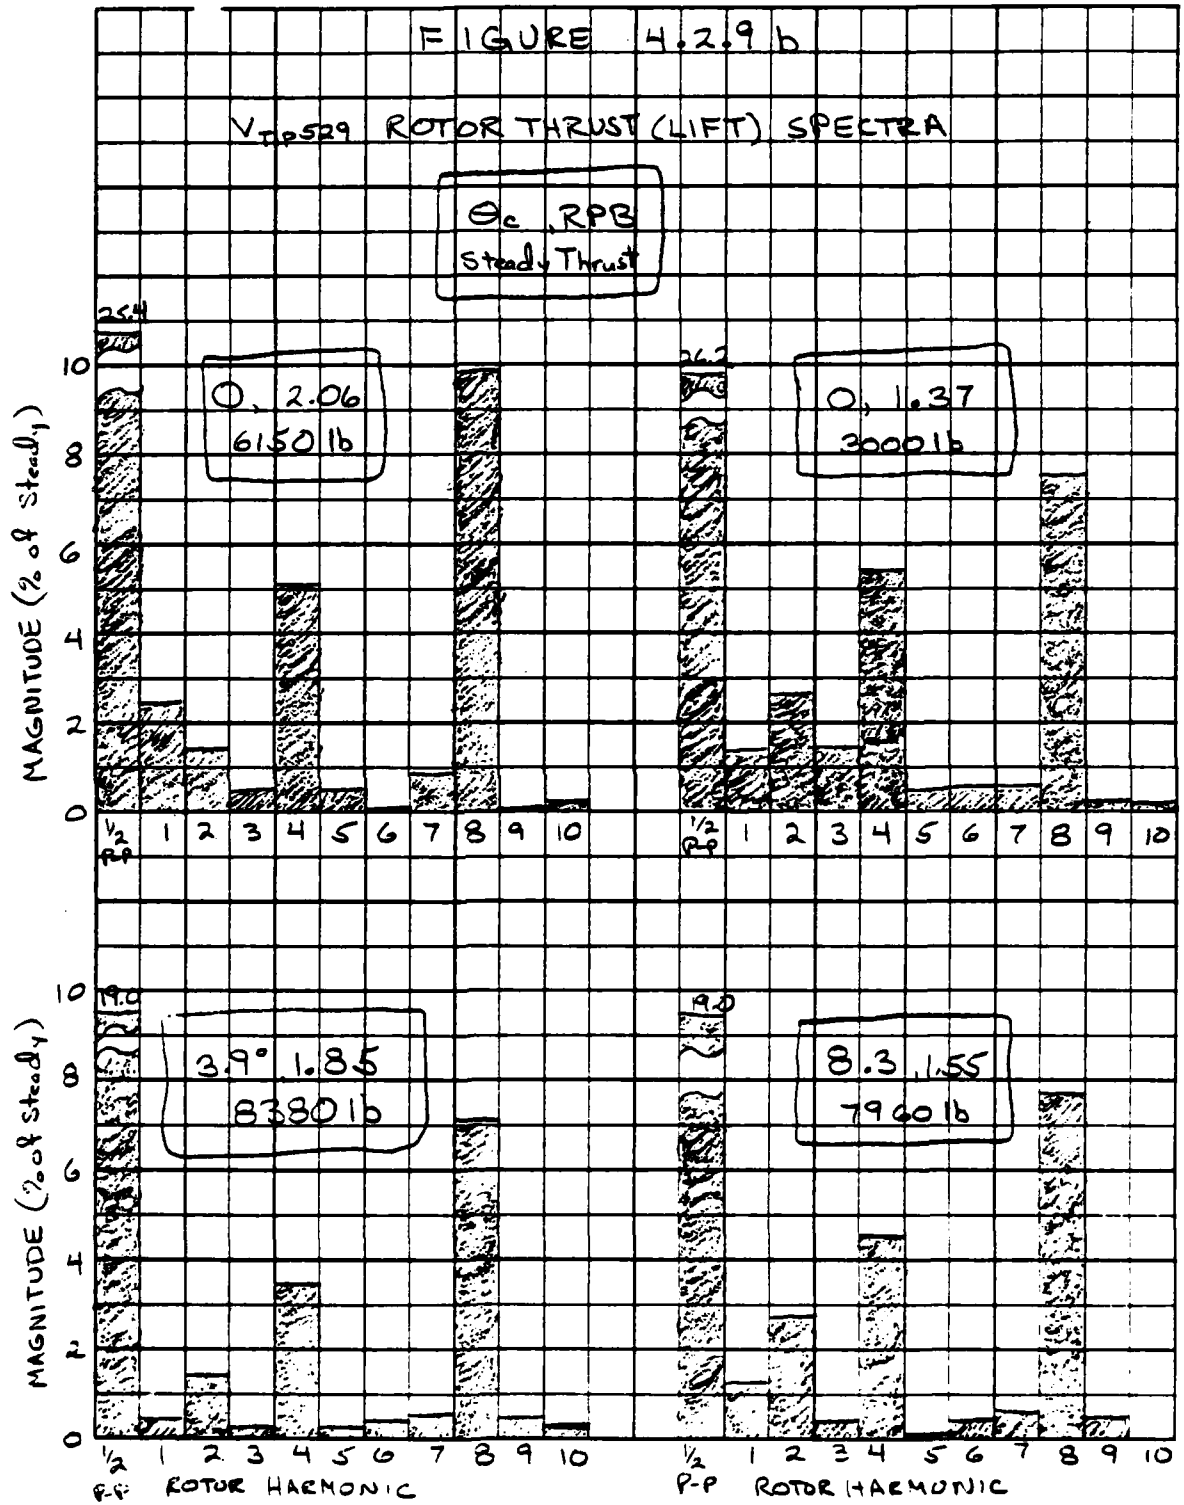 FIGURE 4.2.9 b
VTIP529 ROTOR THRUST (LIFT) SPECTRA
Θc, RPB
Steady Thrust
25.4
0, 2.06
6150 lb
26.2
0, 1.37
3000 lb
MAGNITUDE (% of Steady)
10
8
6
4
2
0
1/2 1 2 3 4 5 6 7 8 9 10
P-P
1/2 1 2 3 4 5 6 7 8 9 10
P-P
19.0
3.9°, 1.85
8380 lb
19.0
8.3, 1.55
7960 lb
MAGNITUDE (% of Steady)
10
8
6
4
2
0
1/2 1 2 3 4 5 6 7 8 9 10
P-P ROTOR HARMONIC
1/2 1 2 3 4 5 6 7 8 9 10
P-P ROTOR HARMONIC